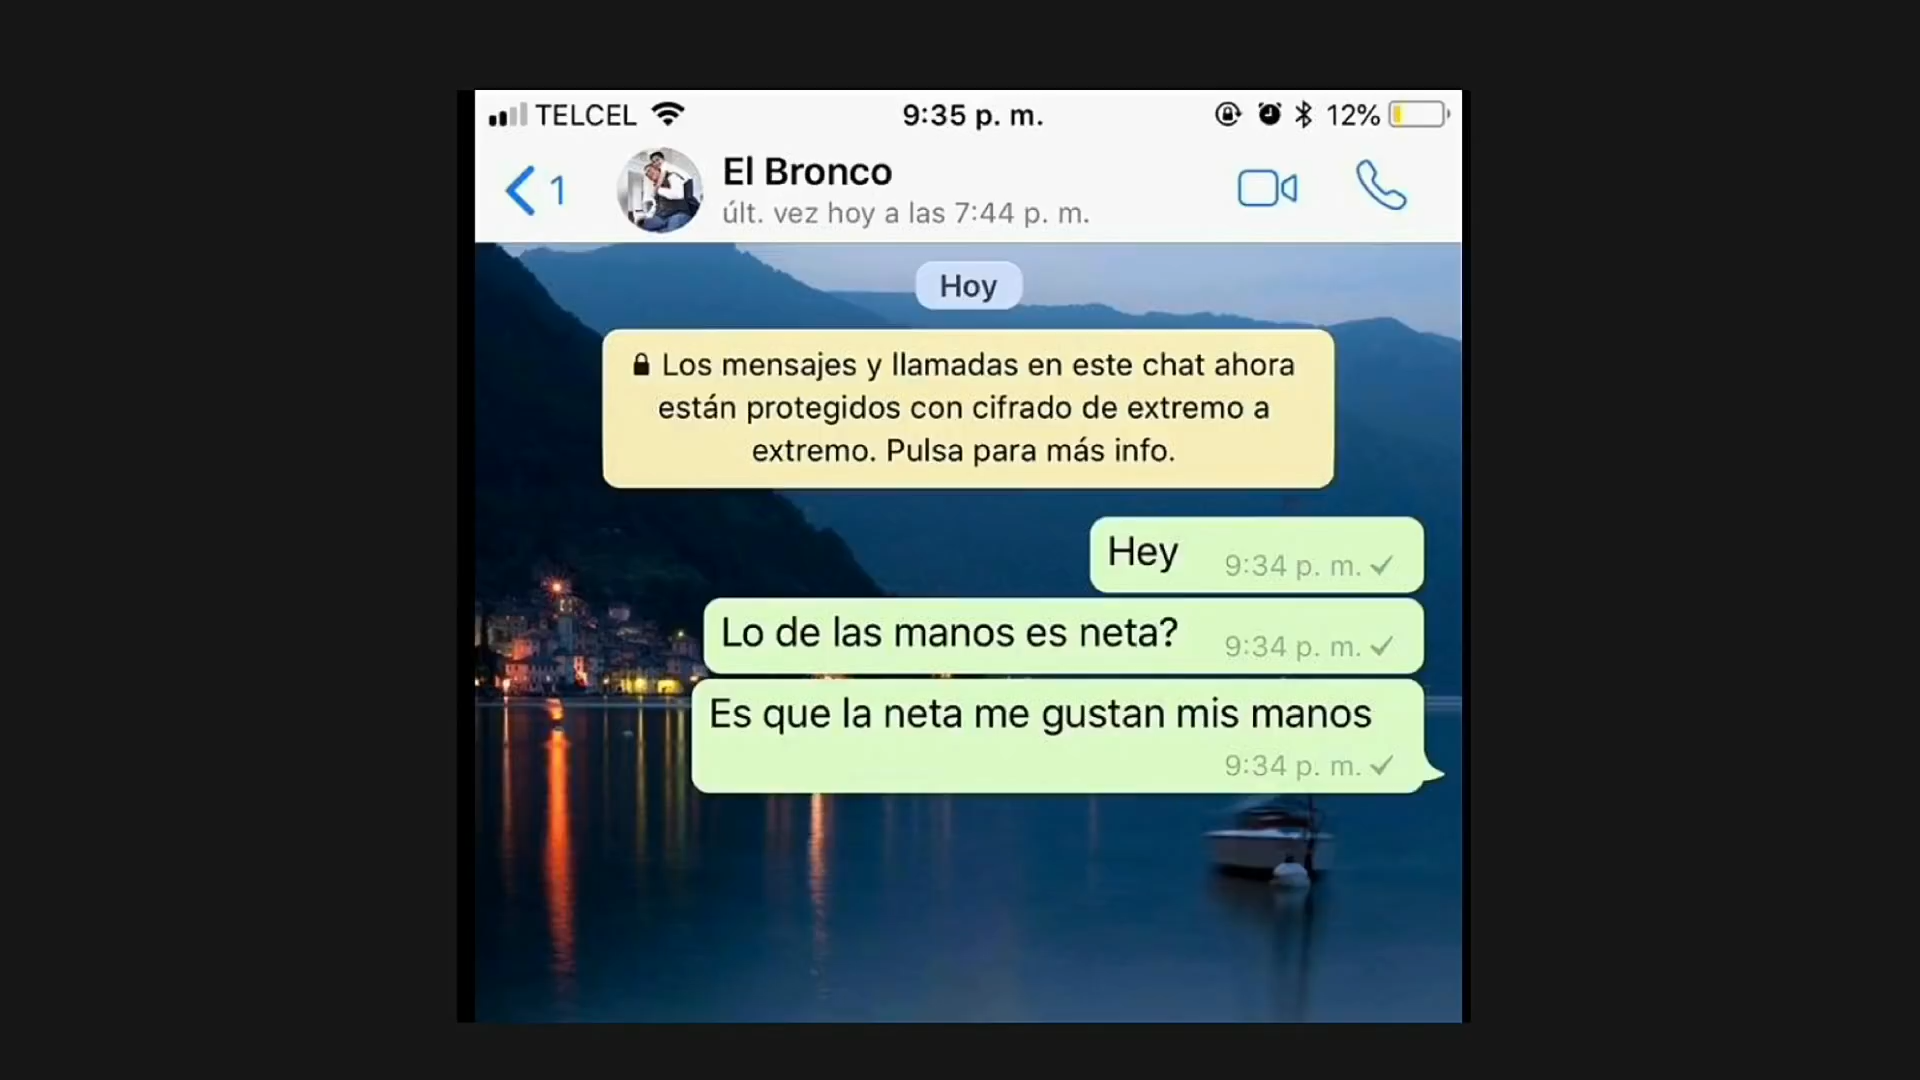 TELCEL 9:35 p. m. 12%
1 El Bronco
últ. vez hoy a las 7:44 p. m.
Hoy
Los mensajes y llamadas en este chat ahora
están protegidos con cifrado de extremo a
extremo. Pulsa para más info.
Hey 9:34 p. m.
Lo de las manos es neta? 9:34 p. m.
Es que la neta me gustan mis manos
9:34 p. m.